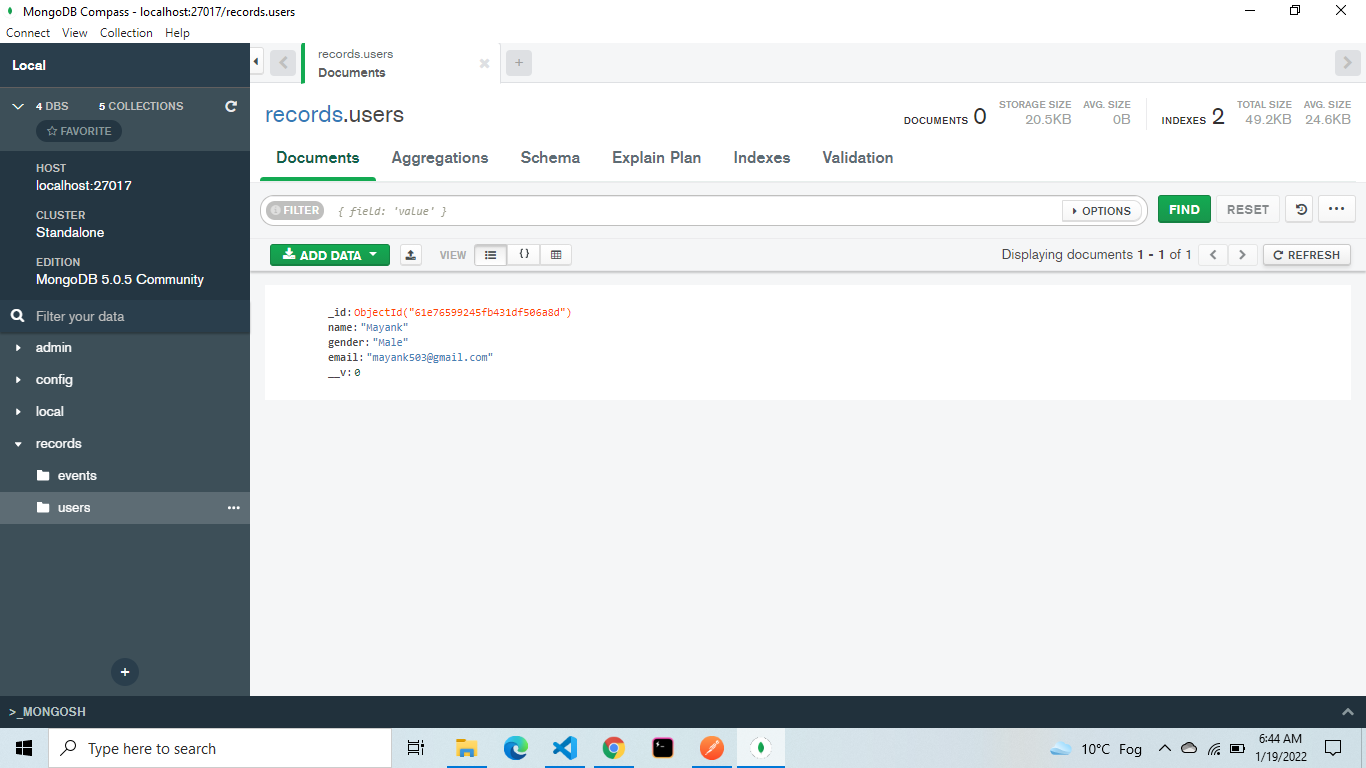 MongoDB Compass - localhost:27017/records.users
Connect View Collection Help
Local
4 DBS 5 COLLECTIONS
FAVORITE
HOST
localhost:27017
CLUSTER
Standalone
EDITION
MongoDB 5.0.5 Community
Filter your data
admin
config
local
records
events
users
records.users
Documents
records.users
DOCUMENTS 0
STORAGE SIZE
20.5KB
AVG. SIZE
0B
INDEXES 2
TOTAL SIZE
49.2KB
AVG. SIZE
24.6KB
Documents Aggregations Schema Explain Plan Indexes Validation
FILTER { field: 'value' } OPTIONS FIND RESET
ADD DATA VIEW {} Displaying documents 1 - 1 of 1 REFRESH
_id: ObjectId("61e76599245fb431df506a8d")
name: "Mayank"
gender: "Male"
email: "mayank503@gmail.com"
__v: 0
>_MONGOSH
Type here to search
10°C Fog
6:44 AM
1/19/2022